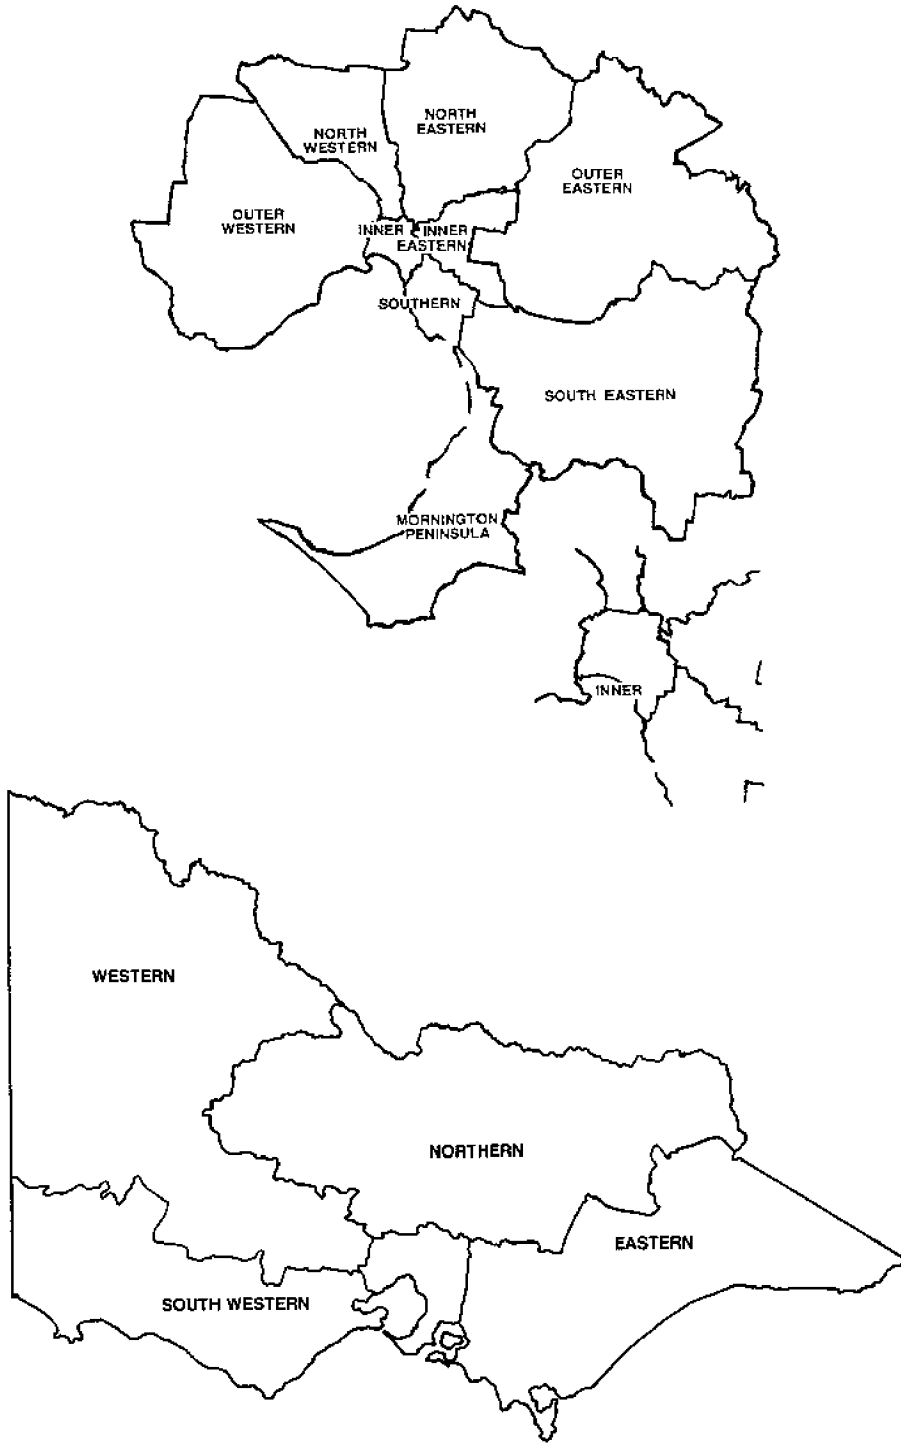 NORTH
EASTERN
NORTH
WESTERN
OUTER
EASTERN
OUTER
WESTERN
INNER
INNER
EASTERN
SOUTHERN
SOUTH EASTERN
MORNINGTON
PENINSULA
INNER
WESTERN
NORTHERN
EASTERN
SOUTH WESTERN